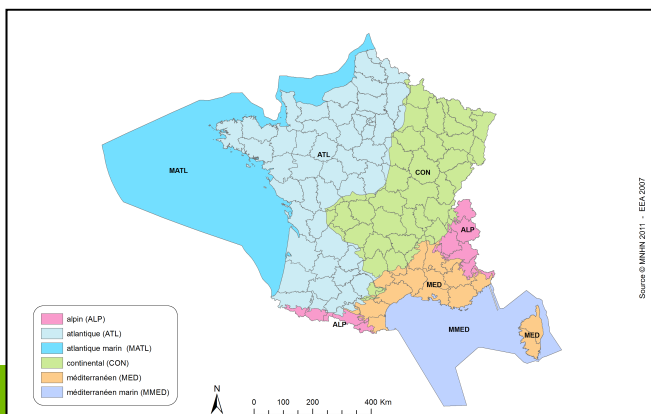 MATL
ATL
CON
ALP
MED
ALP
MMED
MED
alpin (ALP)
atlantique (ATL)
atlantique marin (MATL)
continental (CON)
méditerranéen (MED)
méditerranéen marin (MMED)
N
0 100 200 400 Km
Source © MNHN 2011 - EEA 2007